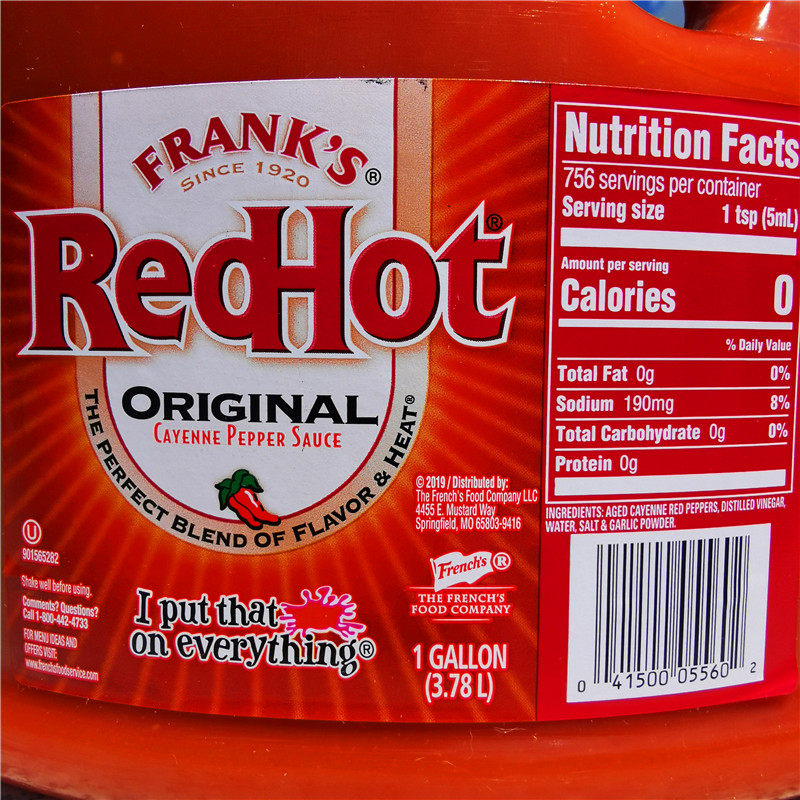 FRANK'S®
SINCE 1920
REDHOT®
ORIGINAL
CAYENNE PEPPER SAUCE
THE PERFECT BLEND OF FLAVOR & HEAT®
U
901565282
Shake well before using.
Comments? Questions?
Call 1-800-442-4733
FOR MENU IDEAS AND
OFFERS VISIT:
www.frenchsfoodservice.com
I put that
on everything®
© 2019 / Distributed by:
The French's Food Company LLC
4455 E. Mustard Way
Springfield, MO 65803-9416
French's ®
THE FRENCH'S
FOOD COMPANY
1 GALLON
(3.78 L)
Nutrition Facts
756 servings per container
Serving size 1 tsp (5mL)
Amount per serving
Calories 0
% Daily Value
Total Fat 0g 0%
Sodium 190mg 8%
Total Carbohydrate 0g 0%
Protein 0g
INGREDIENTS: AGED CAYENNE RED PEPPERS, DISTILLED VINEGAR,
WATER, SALT & GARLIC POWDER.
0 41500 05560 2